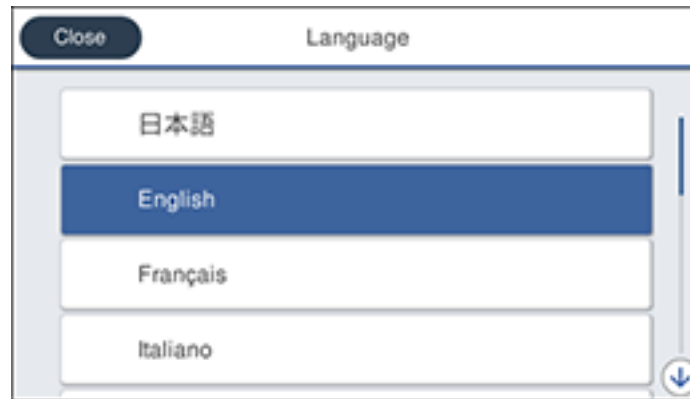 Close
Language
日本語
English
Français
Italiano